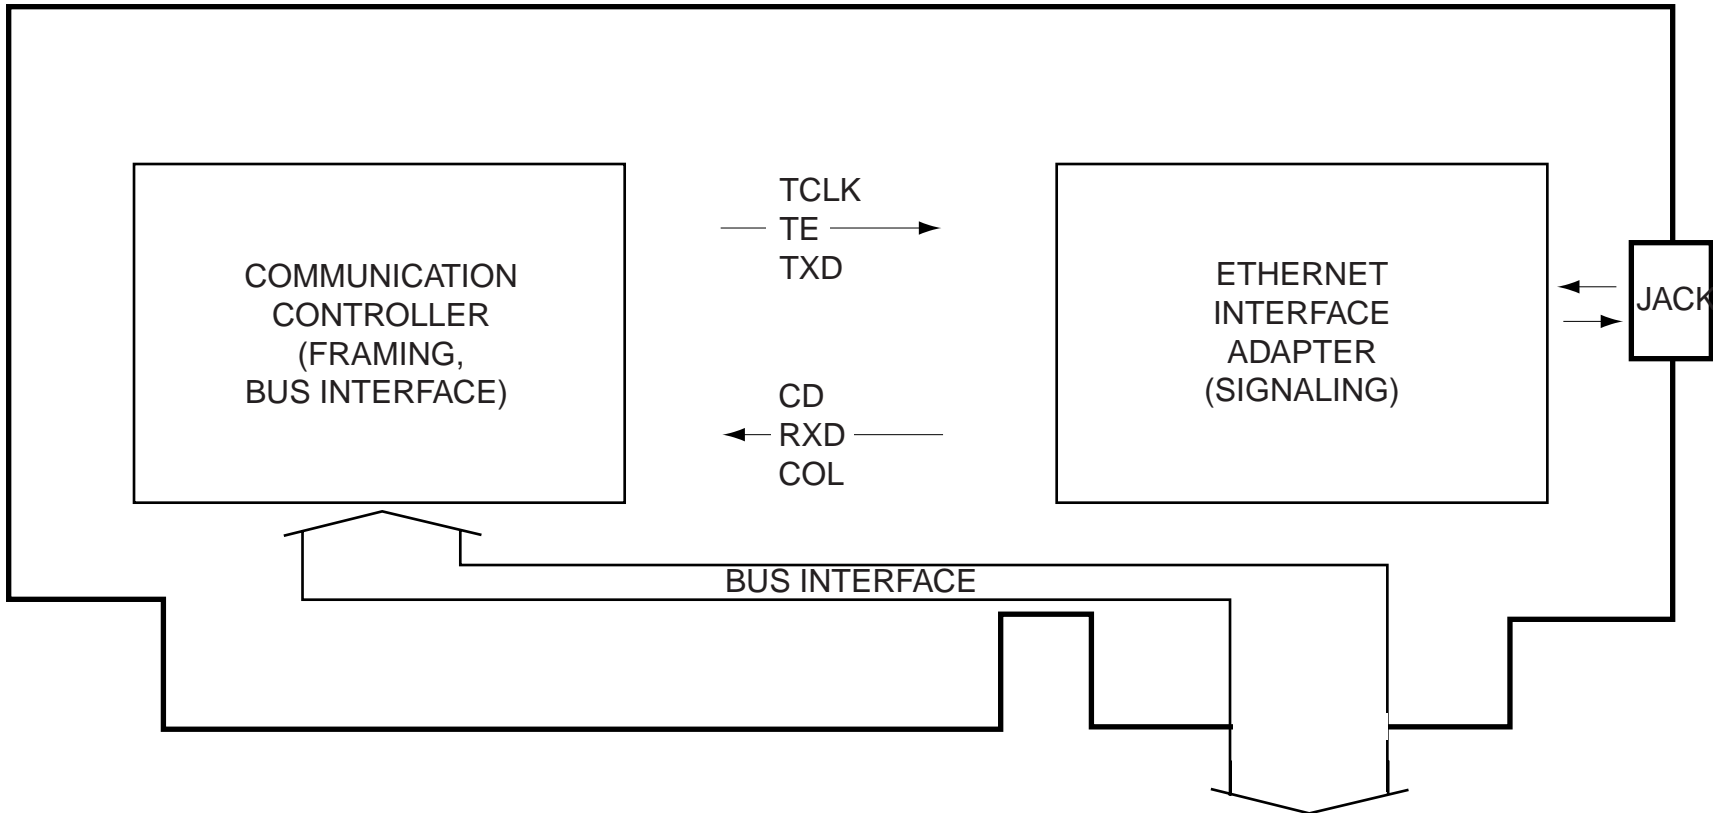 COMMUNICATION
CONTROLLER
(FRAMING,
BUS INTERFACE)
TCLK
TE
TXD
CD
RXD
COL
ETHERNET
INTERFACE
ADAPTER
(SIGNALING)
JACK
BUS INTERFACE